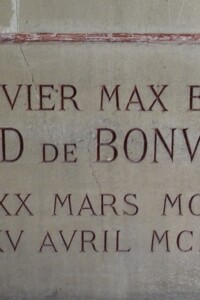 VIER MAX E
D DE BONV
XX MARS MC
XV AVRIL MC